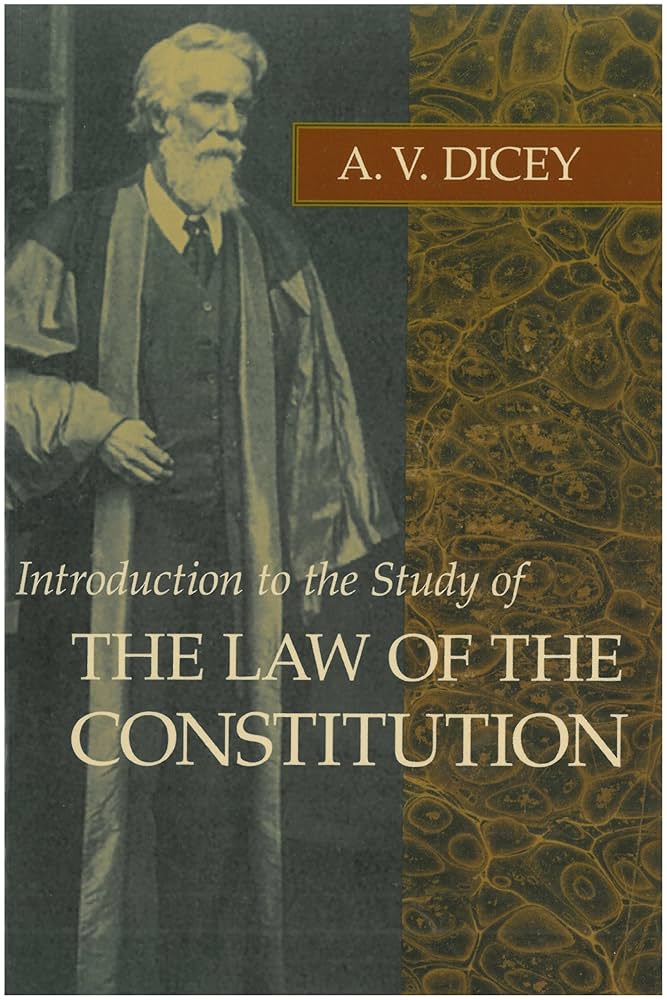 A. V. DICEY
Introduction to the Study of
THE LAW OF THE
CONSTITUTION